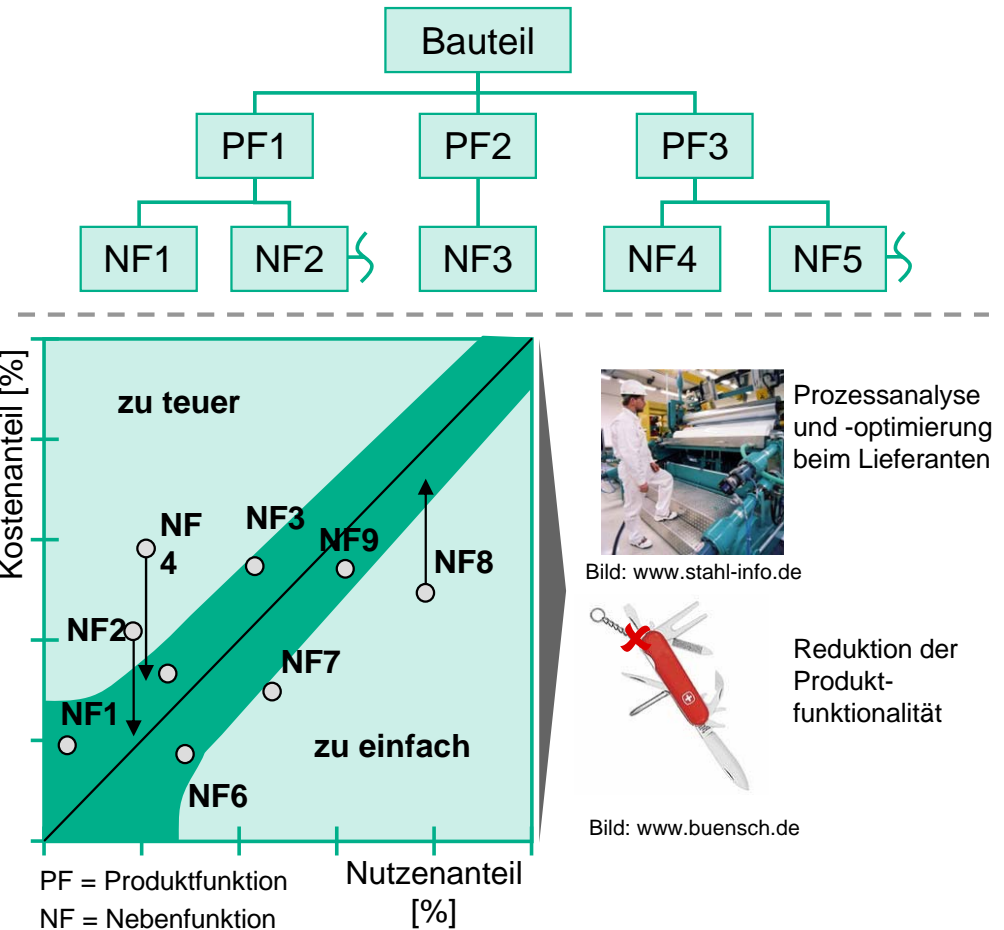 Bauteil
PF1
PF2
PF3
NF1
NF2
NF3
NF4
NF5
Kostenanteil [%]
zu teuer
NF
4
NF3
NF9
NF8
NF2
NF7
NF1
zu einfach
NF6
Nutzenanteil
[%]
PF = Produktfunktion
NF = Nebenfunktion
Prozessanalyse
und -optimierung
beim Lieferanten
Bild: www.stahl-info.de
Reduktion der
Produkt-
funktionalität
Bild: www.buensch.de